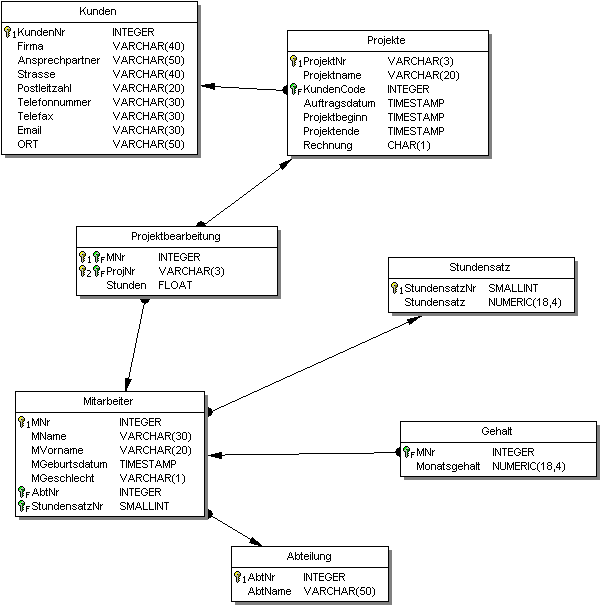 Kunden
1 KundenNr INTEGER
Firma VARCHAR(40)
Ansprechpartner VARCHAR(50)
Strasse VARCHAR(40)
Postleitzahl VARCHAR(20)
Telefonnummer VARCHAR(30)
Telefax VARCHAR(30)
Email VARCHAR(30)
ORT VARCHAR(50)
Projekte
1 ProjektNr VARCHAR(3)
Projektname VARCHAR(20)
F KundenCode INTEGER
Auftragsdatum TIMESTAMP
Projektbeginn TIMESTAMP
Projektende TIMESTAMP
Rechnung CHAR(1)
Projektbearbeitung
1 F MNr INTEGER
2 F ProjNr VARCHAR(3)
Stunden FLOAT
Stundensatz
1 StundensatzNr SMALLINT
Stundensatz NUMERIC(18,4)
Mitarbeiter
1 MNr INTEGER
MName VARCHAR(30)
MVorname VARCHAR(20)
MGeburtsdatum TIMESTAMP
MGeschlecht VARCHAR(1)
F AbtNr INTEGER
F StundensatzNr SMALLINT
Gehalt
F MNr INTEGER
Monatsgehalt NUMERIC(18,4)
Abteilung
1 AbtNr INTEGER
AbtName VARCHAR(50)